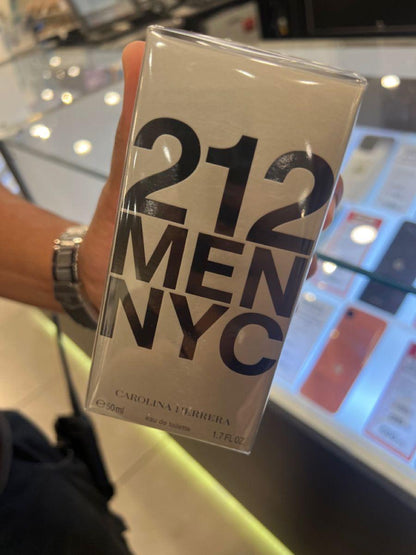 212
MEN
NYC
CAROLINA HERRERA
℮ 50ml
eau de toilette
1.7 FL.OZ.